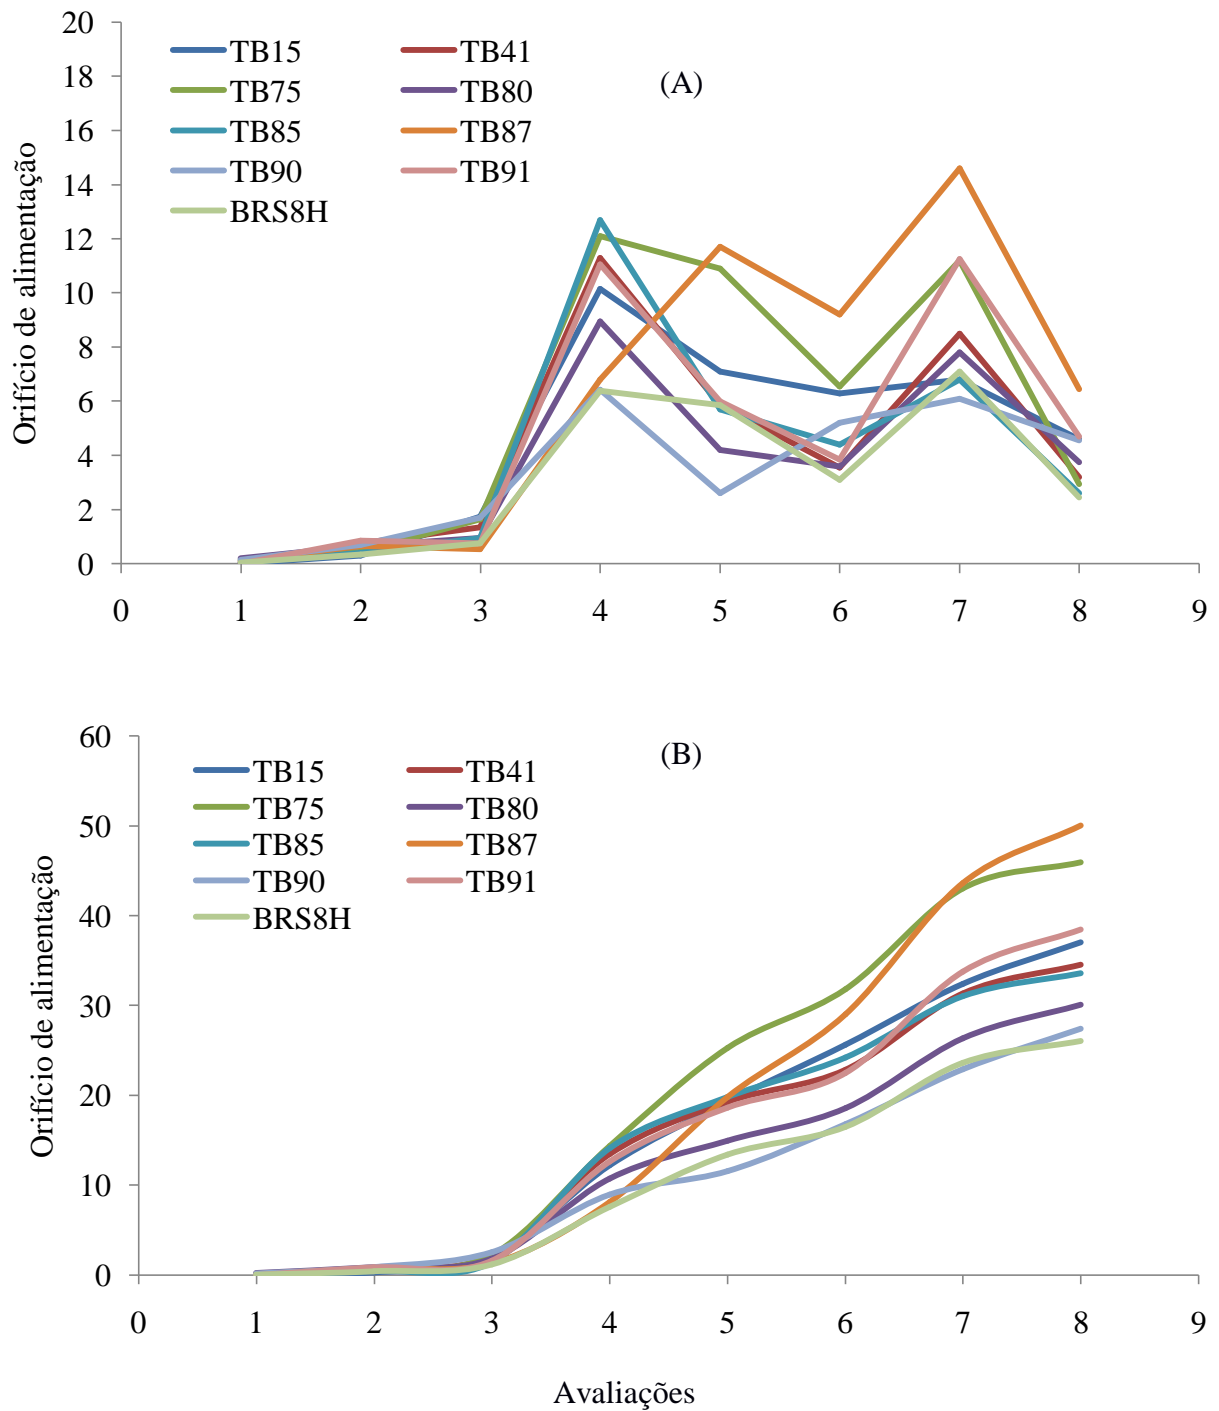 20
18
16
14
12
10
8
6
4
2
0
Orifício de alimentação
TB15 TB41
TB75 TB80
TB85 TB87
TB90 TB91
BRS8H
(A)
0 1 2 3 4 5 6 7 8 9
60
50
40
30
20
10
0
Orifício de alimentação
TB15 TB41
TB75 TB80
TB85 TB87
TB90 TB91
BRS8H
(B)
0 1 2 3 4 5 6 7 8 9
Avaliações